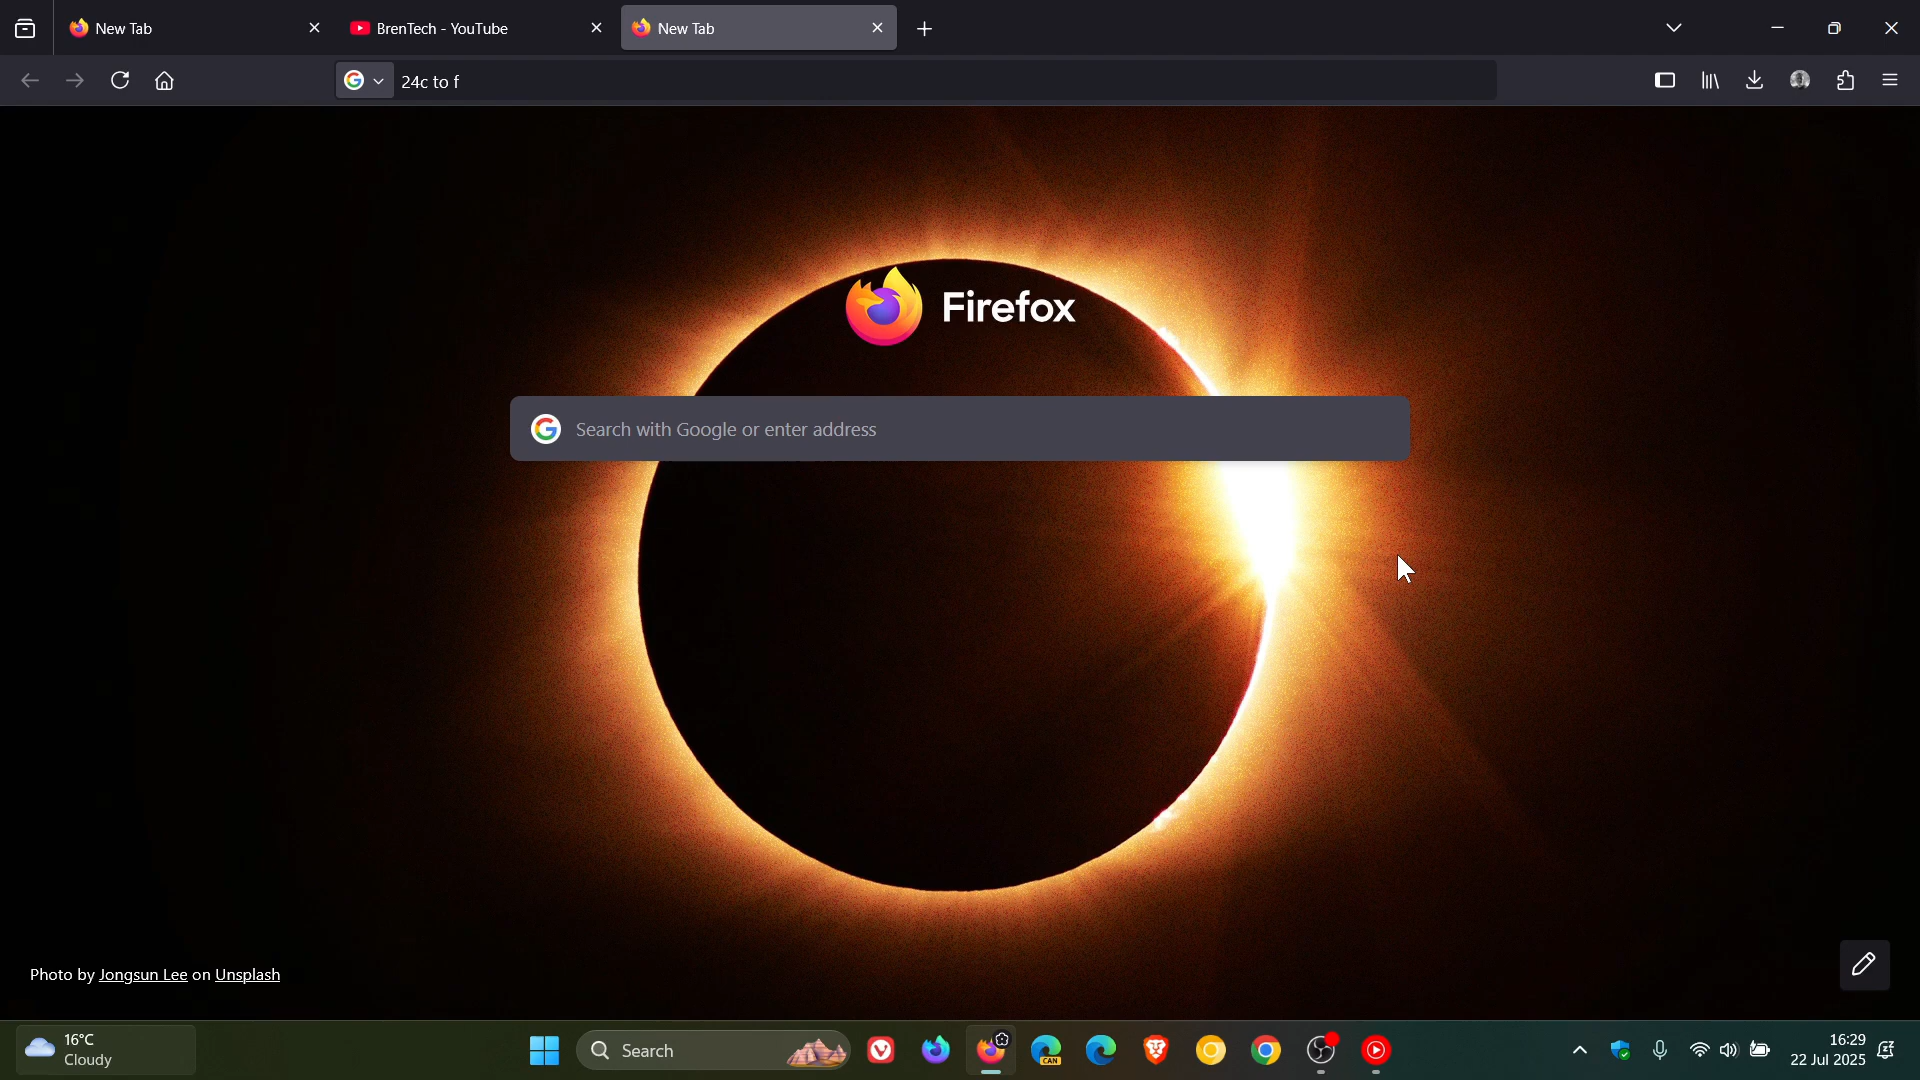 New Tab
BrenTech - YouTube
New Tab
24c to f
Firefox
Search with Google or enter address
Photo by Jongsun Lee on Unsplash
16°C
Cloudy
Search
CAN
16:29
22 Jul 2025